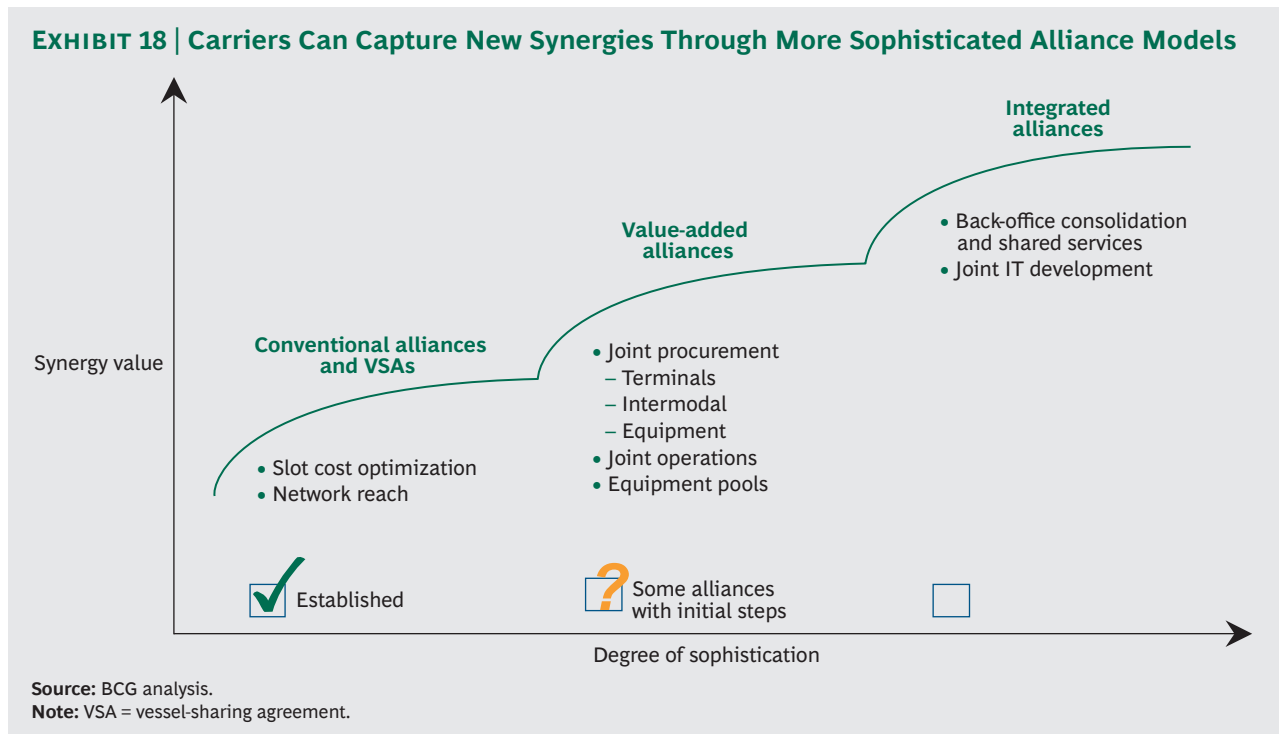 EXHIBIT 18 | Carriers Can Capture New Synergies Through More Sophisticated Alliance Models
Integrated
alliances
• Back-office consolidation
and shared services
• Joint IT development
Value-added
alliances
• Joint procurement
– Terminals
– Intermodal
– Equipment
• Joint operations
• Equipment pools
Conventional alliances
and VSAs
• Slot cost optimization
• Network reach
Synergy value
Established
?
Some alliances
with initial steps
Degree of sophistication
Source: BCG analysis.
Note: VSA = vessel-sharing agreement.